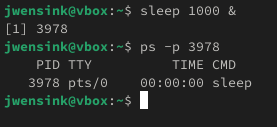 jwensink@vbox:~$ sleep 1000 &
[1] 3978
jwensink@vbox:~$ ps -p 3978
    PID TTY          TIME CMD
   3978 pts/0    00:00:00 sleep
jwensink@vbox:~$